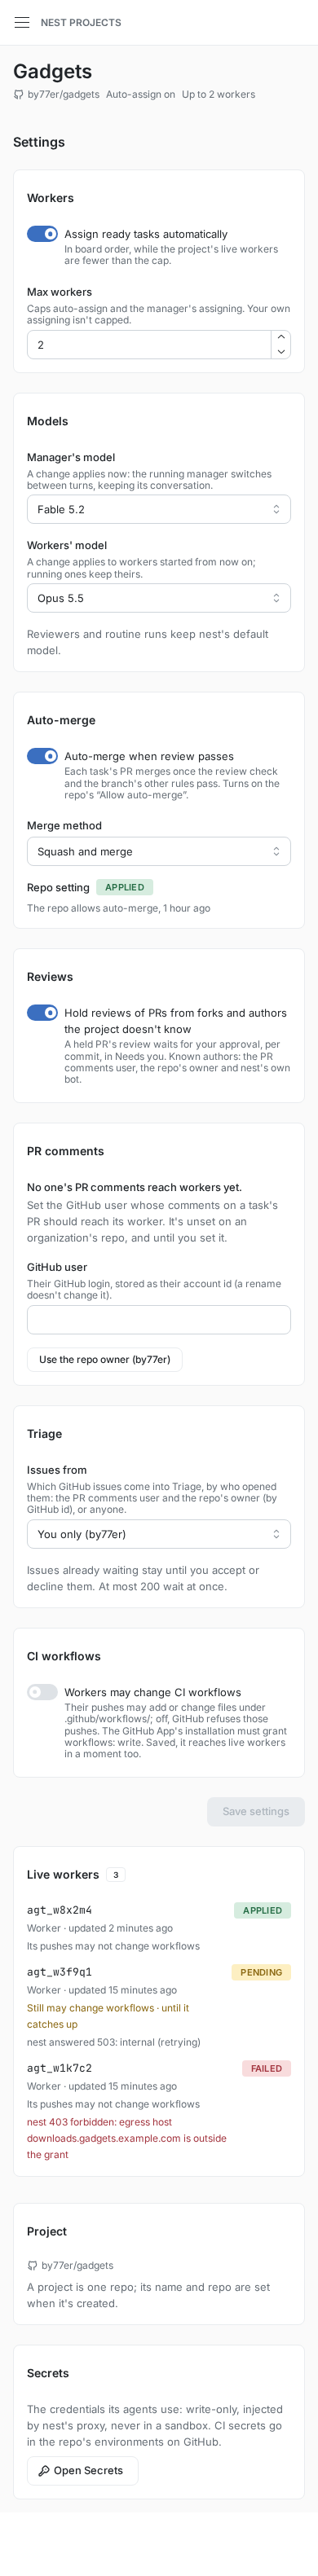 NEST PROJECTS
Gadgets
by77er/gadgets Auto-assign on Up to 2 workers
Settings
Workers
Assign ready tasks automatically
In board order, while the project's live workers
are fewer than the cap.
Max workers
Caps auto-assign and the manager's assigning. Your own
assigning isn't capped.
2
Models
Manager's model
A change applies now: the running manager switches
between turns, keeping its conversation.
Fable 5.2
Workers' model
A change applies to workers started from now on;
running ones keep theirs.
Opus 5.5
Reviewers and routine runs keep nest's default
model.
Auto-merge
Auto-merge when review passes
Each task's PR merges once the review check
and the branch's other rules pass. Turns on the
repo's “Allow auto-merge”.
Merge method
Squash and merge
Repo setting APPLIED
The repo allows auto-merge, 1 hour ago
Reviews
Hold reviews of PRs from forks and authors
the project doesn't know
A held PR's review waits for your approval, per
commit, in Needs you. Known authors: the PR
comments user, the repo's owner and nest's own
bot.
PR comments
No one's PR comments reach workers yet.
Set the GitHub user whose comments on a task's
PR should reach its worker. It's unset on an
organization's repo, and until you set it.
GitHub user
Their GitHub login, stored as their account id (a rename
doesn't change it).
Use the repo owner (by77er)
Triage
Issues from
Which GitHub issues come into Triage, by who opened
them: the PR comments user and the repo's owner (by
GitHub id), or anyone.
You only (by77er)
Issues already waiting stay until you accept or
decline them. At most 200 wait at once.
CI workflows
Workers may change CI workflows
Their pushes may add or change files under
.github/workflows/; off, GitHub refuses those
pushes. The GitHub App's installation must grant
workflows: write. Saved, it reaches live workers
in a moment too.
Save settings
Live workers 3
agt_w8x2m4 APPLIED
Worker · updated 2 minutes ago
Its pushes may not change workflows
agt_w3f9q1 PENDING
Worker · updated 15 minutes ago
Still may change workflows · until it
catches up
nest answered 503: internal (retrying)
agt_w1k7c2 FAILED
Worker · updated 15 minutes ago
Its pushes may not change workflows
nest 403 forbidden: egress host
downloads.gadgets.example.com is outside
the grant
Project
by77er/gadgets
A project is one repo; its name and repo are set
when it's created.
Secrets
The credentials its agents use: write-only, injected
by nest's proxy, never in a sandbox. CI secrets go
in the repo's environments on GitHub.
Open Secrets